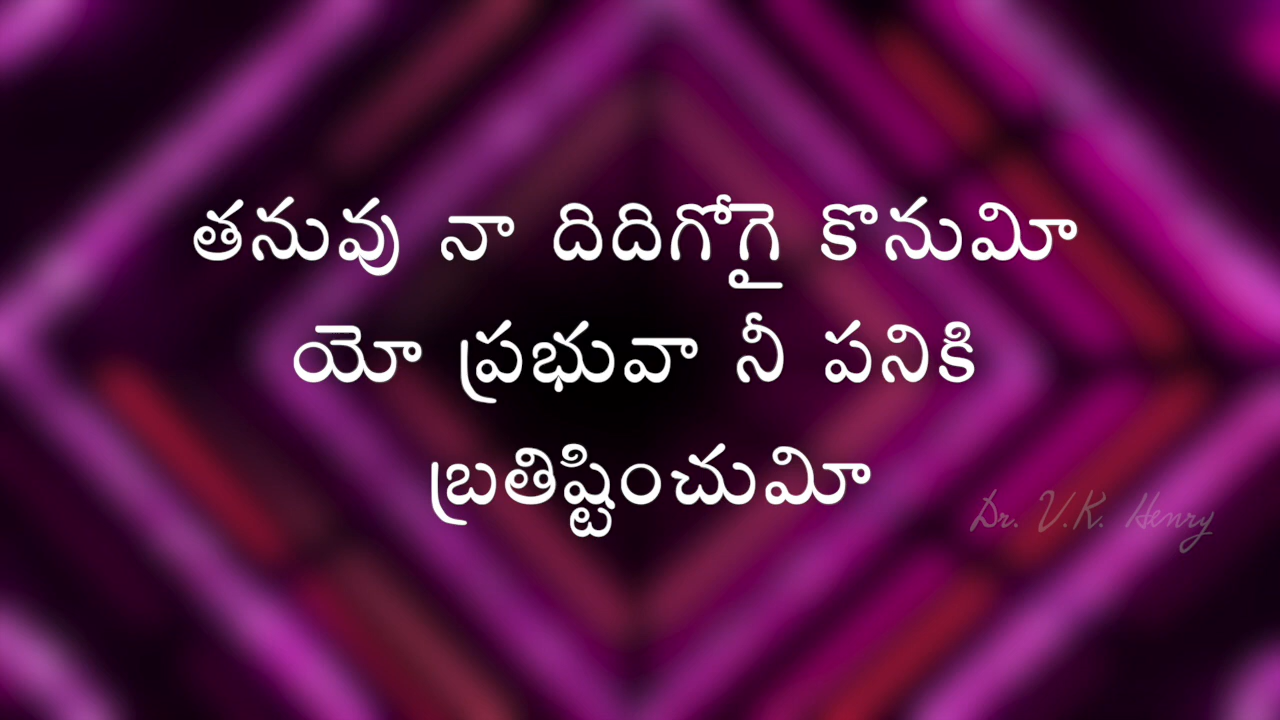 తనువు నా దిదిగోగై కొనుమీ
యో ప్రభువా నీ పనికి
బ్రతిష్టించుమీ
Dr. V.K. Henry